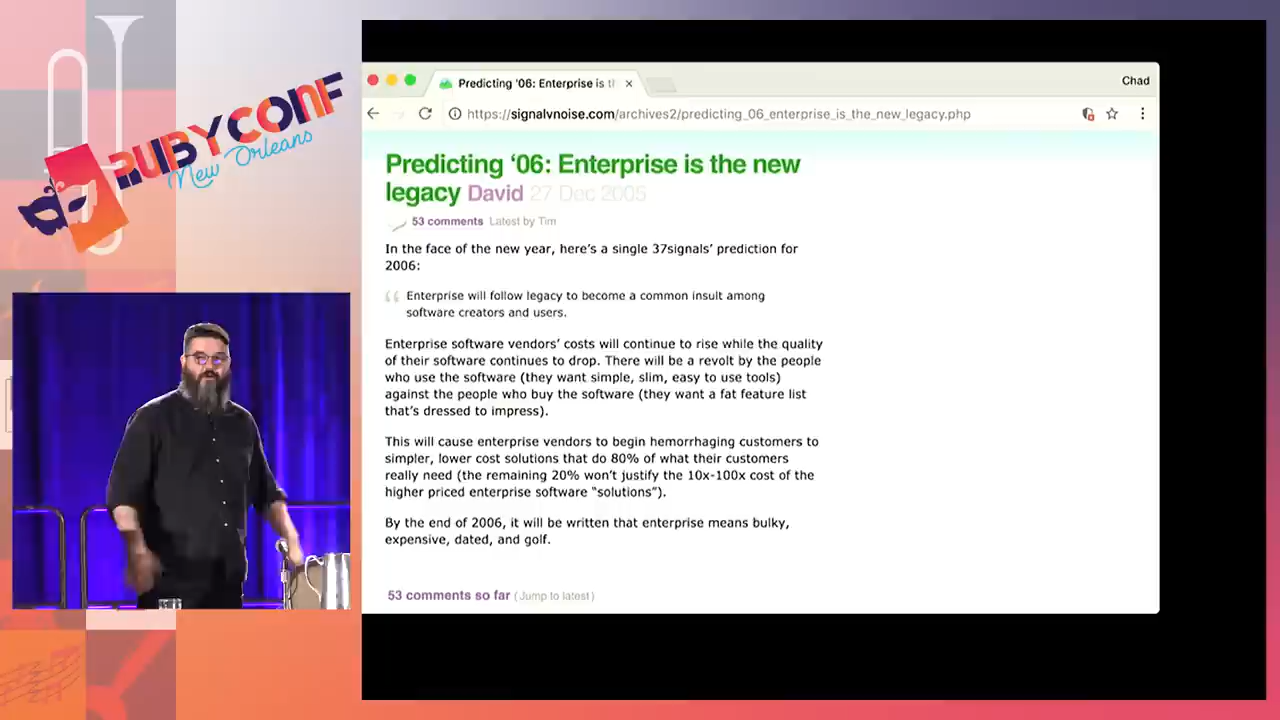 RUBYCONF
New Orleans
Predicting '06: Enterprise is th
Chad
https://signalvnoise.com/archives2/predicting_06_enterprise_is_the_new_legacy.php
Predicting ‘06: Enterprise is the new
legacy David 27 Dec 2005
53 comments Latest by Tim
In the face of the new year, here’s a single 37signals’ prediction for
2006:
Enterprise will follow legacy to become a common insult among
software creators and users.
Enterprise software vendors’ costs will continue to rise while the quality
of their software continues to drop. There will be a revolt by the people
who use the software (they want simple, slim, easy to use tools)
against the people who buy the software (they want a fat feature list
that’s dressed to impress).
This will cause enterprise vendors to begin hemorrhaging customers to
simpler, lower cost solutions that do 80% of what their customers
really need (the remaining 20% won’t justify the 10x-100x cost of the
higher priced enterprise software “solutions”).
By the end of 2006, it will be written that enterprise means bulky,
expensive, dated, and golf.
53 comments so far (Jump to latest)